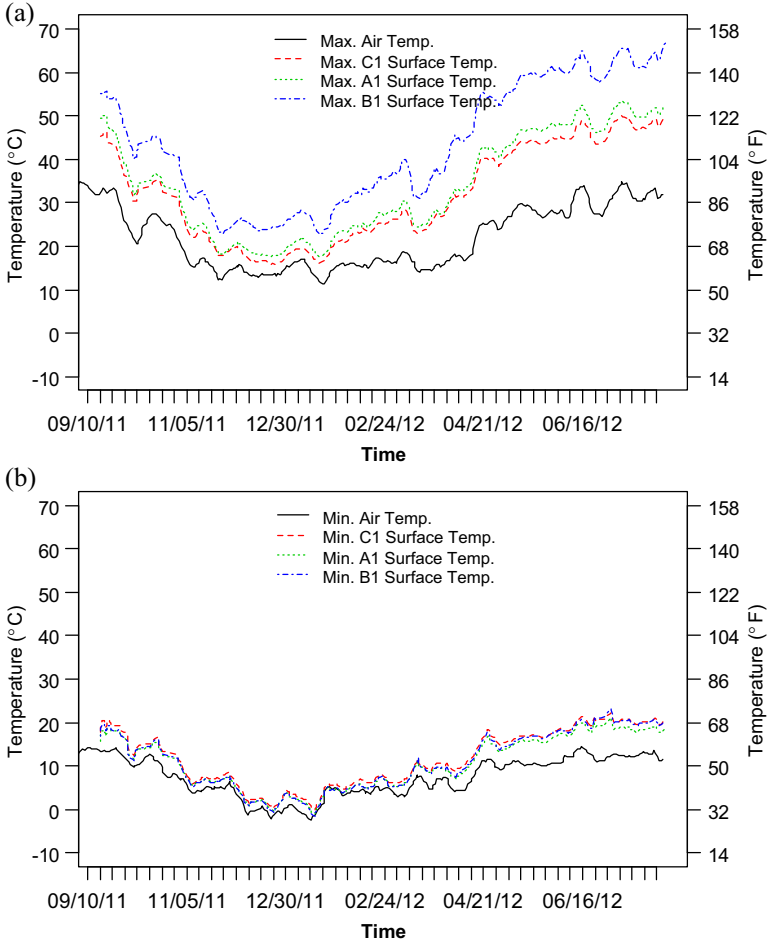 (a)
70 158
Max. Air Temp.
60 Max. C1 Surface Temp. 140
Max. A1 Surface Temp.
50 Max. B1 Surface Temp. 122
40 104
30 86
20 68
10 50
0 32
-10 14
Temperature (°C)
Temperature (°F)
09/10/11 11/05/11 12/30/11 02/24/12 04/21/12 06/16/12
Time
(b)
70 158
Min. Air Temp.
60 Min. C1 Surface Temp. 140
Min. A1 Surface Temp.
50 Min. B1 Surface Temp. 122
40 104
30 86
20 68
10 50
0 32
-10 14
Temperature (°C)
Temperature (°F)
09/10/11 11/05/11 12/30/11 02/24/12 04/21/12 06/16/12
Time